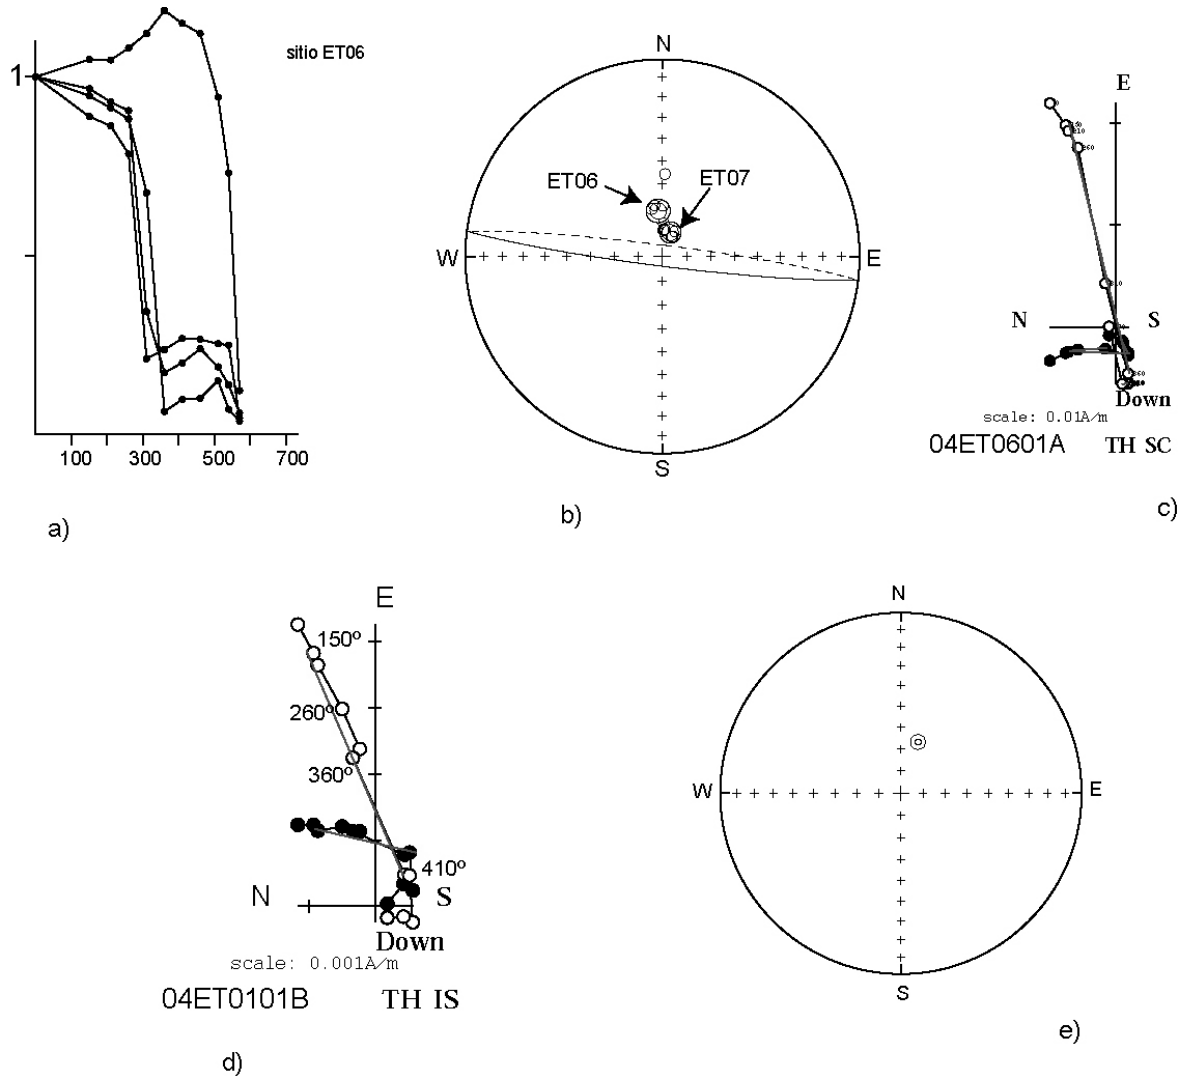 sitio ET06
1
100 300 500 700
a)
N
ET06 ET07
W E
S
b)
E
N S
Down
scale: 0.01A/m
04ET0601A TH SC
c)
E
150º
260º
360º
410º
N S
Down
scale: 0.001A/m
04ET0101B TH IS
d)
N
W E
S
e)